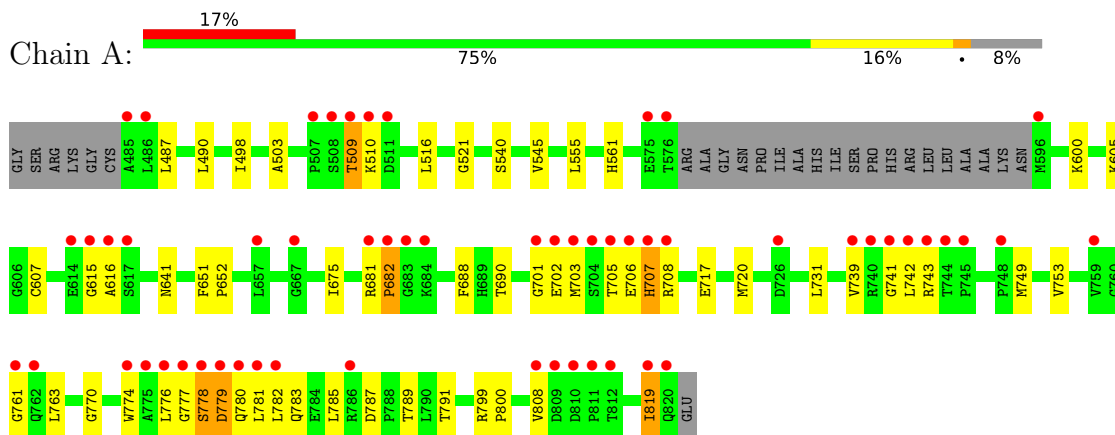 17%
Chain A:
75% 16% • 8%
GLY SER ARG LYS GLY CYS A485 L486 L487 L490 I498 A503 P507 S508 T509 K510 D511 L516 G521 S540 V545 L555 H561 E575 T576 ARG ALA GLY ASN PRO ILE ALA HIS ILE SER PRO HIS ARG LEU LEU ALA ALA LYS ASN M596 K600 K605
G606 C607 E614 G615 A616 S617 N641 F651 P652 L657 G667 I675 R681 P682 G683 K684 F688 H689 T690 G701 E702 M703 S704 T705 E706 H707 R708 E717 M720 D726 L731 V739 R740 G741 L742 R743 T744 P745 P748 M749 V753 V759 G760
G761 Q762 L763 G770 W774 A775 L776 G777 S778 D779 Q780 L781 L782 Q783 E784 L785 R786 D787 P788 T789 L790 T791 R799 P800 V808 D809 D810 P811 T812 I819 Q820 GLU